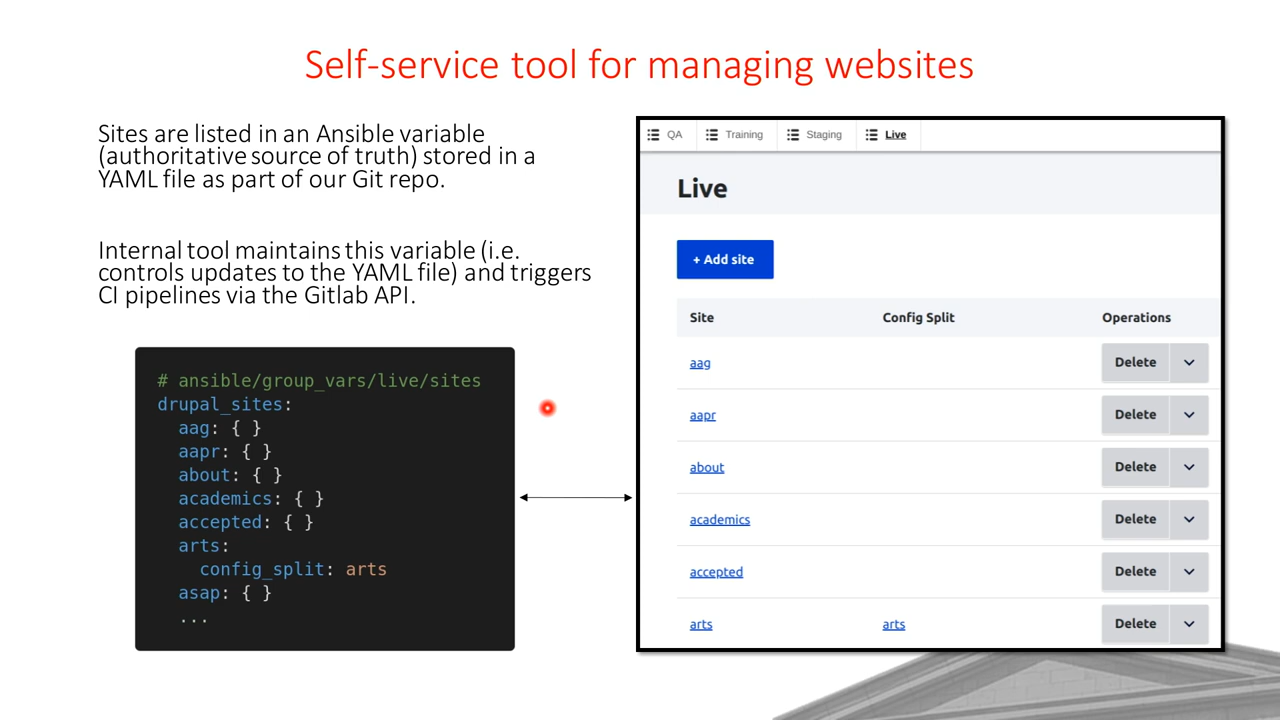 Self-service tool for managing websites
Sites are listed in an Ansible variable
(authoritative source of truth) stored in a
YAML file as part of our Git repo.
Internal tool maintains this variable (i.e.
controls updates to the YAML file) and triggers
CI pipelines via the Gitlab API.
# ansible/group_vars/live/sites
drupal_sites:
aag: { }
aapr: { }
about: { }
academics: { }
accepted: { }
arts:
config_split: arts
asap: { }
...
QA Training Staging Live
Live
+ Add site
Site Config Split Operations
aag Delete
aapr Delete
about Delete
academics Delete
accepted Delete
arts arts Delete